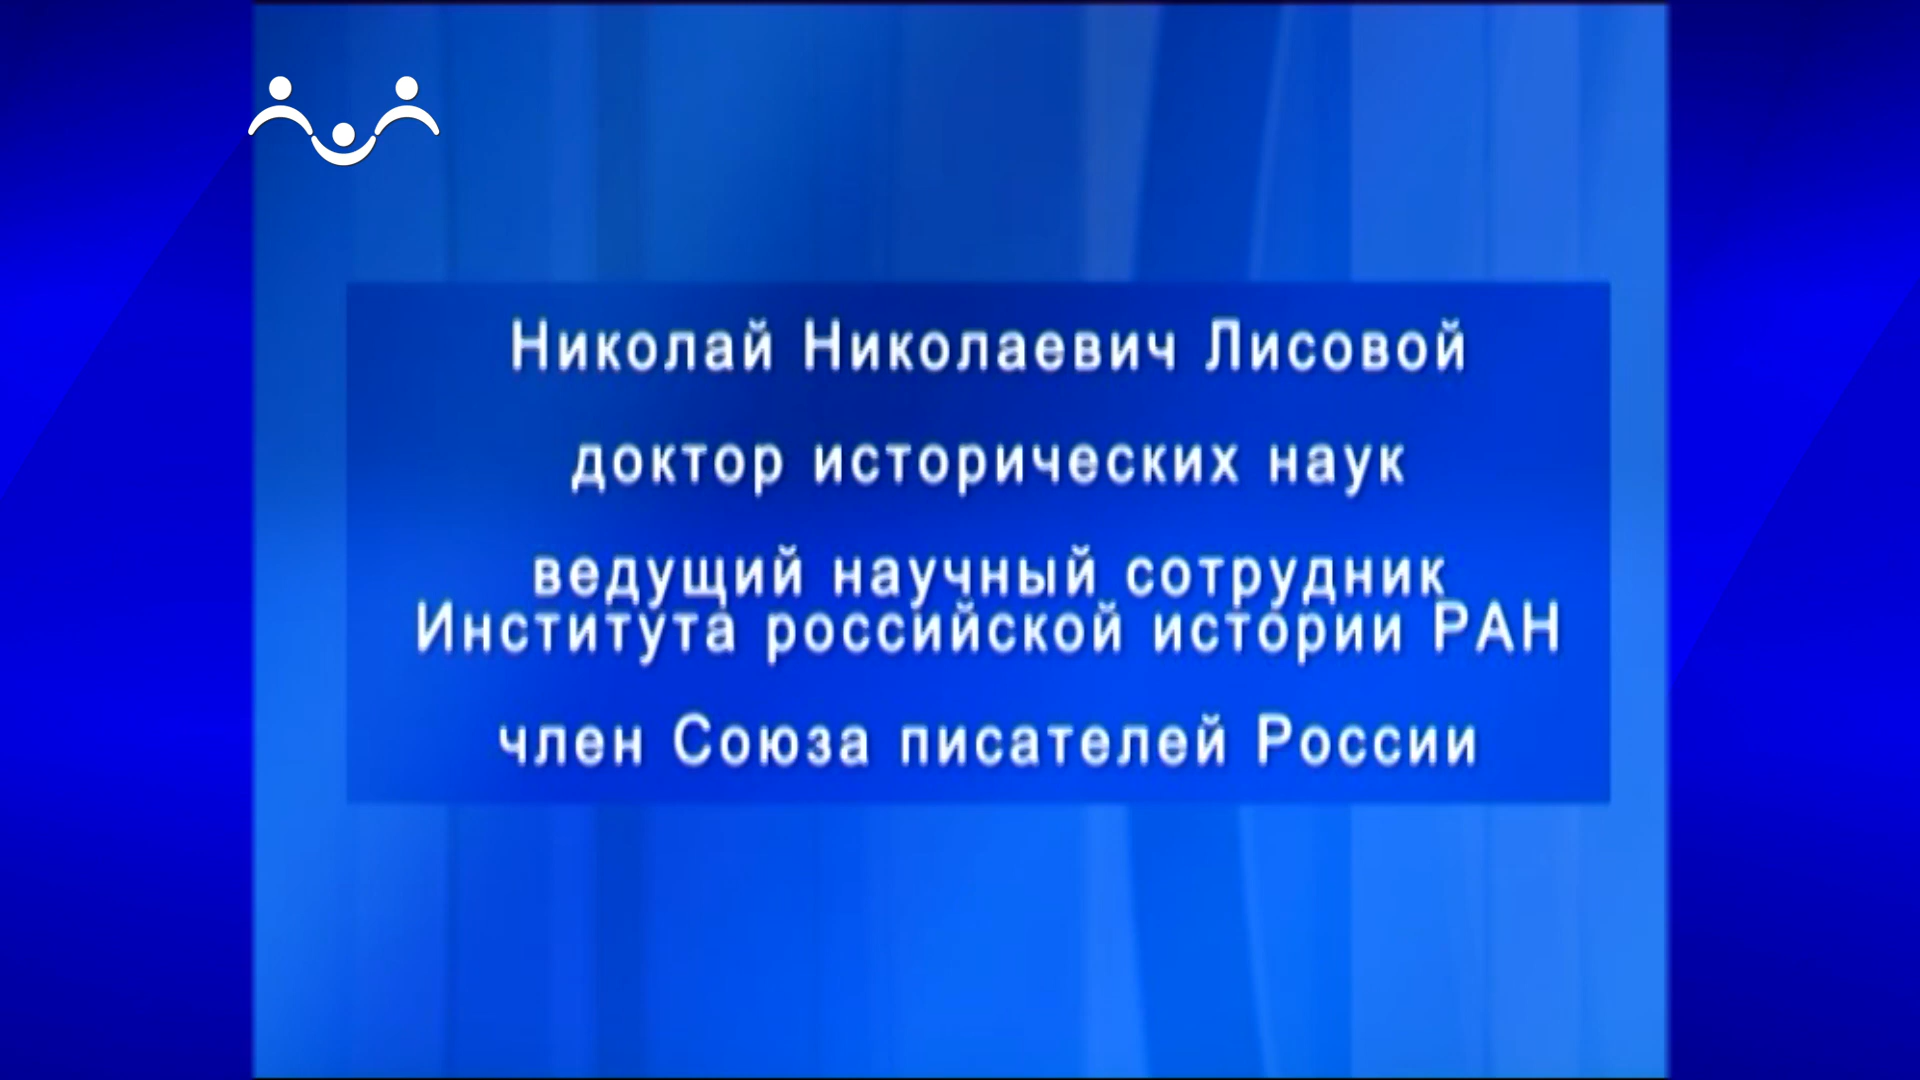 Николай Николаевич Лисовой
доктор исторических наук
ведущий научный сотрудник
Института российской истории РАН
член Союза писателей России